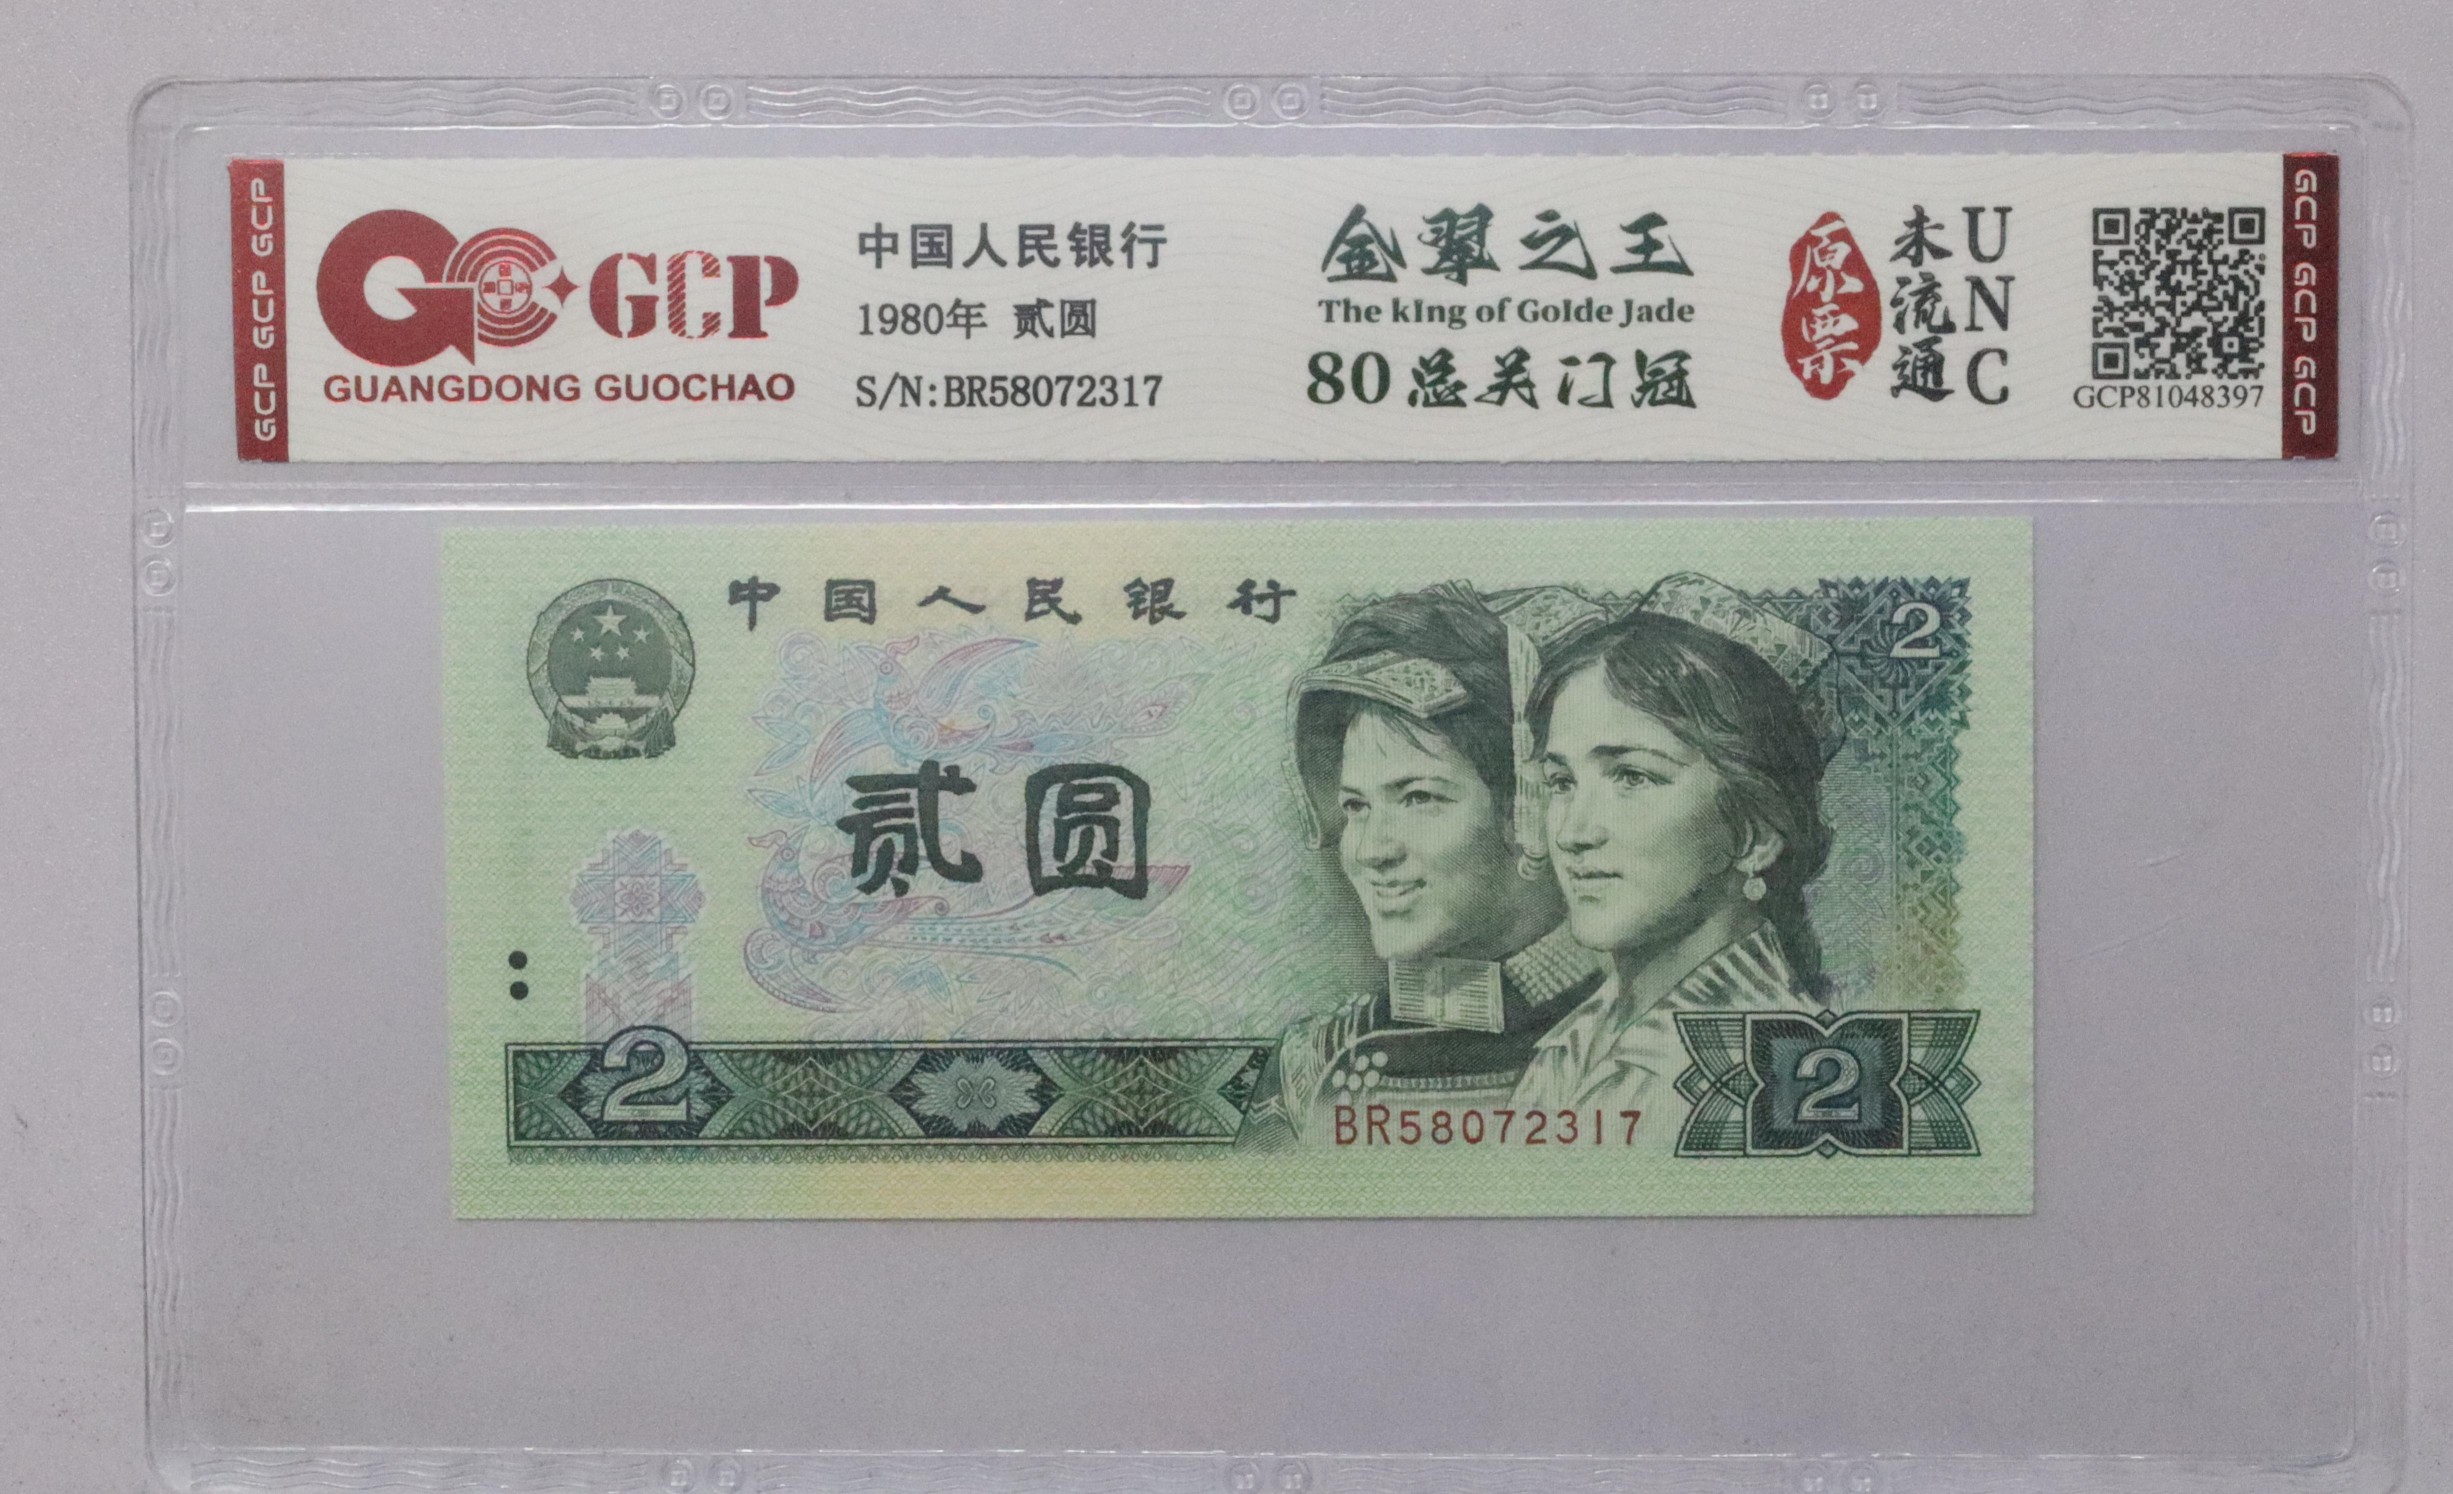 GCP GCP GCP
GCP
GUANGDONG GUOCHAO
中国人民银行
1980年 贰圆
S/N:BR58072317
金翠之王
The kIng of Golde Jade
80总关门冠
原票
未流通
UNC
GCP81048397
GCP GCP GCP
中国人民银行
2
贰圆
2
BR58072317
2